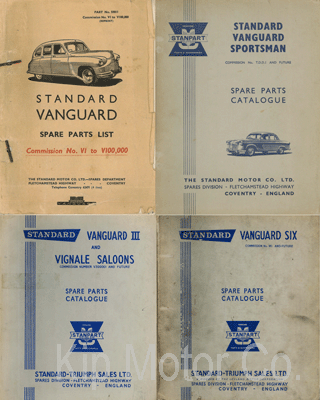 PART No.
STANDARD
VANGUARD
SPARE PARTS LIST
Commission No. V1 to V100,000
THE STANDARD MOTOR CO. LTD.—SPARES DEPARTMENT
FLETCHAMSTEAD HIGHWAY - - - COVENTRY
STANPART
STANDARD
VANGUARD
SPORTSMAN
SPARE PARTS
CATALOGUE
THE STANDARD MOTOR CO. LTD.
SPARES DIVISION · FLETCHAMSTEAD HIGHWAY
COVENTRY - ENGLAND
STANDARD VANGUARD III
AND
VIGNALE SALOONS
SPARE PARTS
CATALOGUE
STANPART
STANDARD-TRIUMPH SALES LTD.
SPARES DIVISION · FLETCHAMSTEAD HIGHWAY
COVENTRY · ENGLAND
STANDARD VANGUARD SIX
SPARE PARTS
CATALOGUE
STANPART
STANDARD-TRIUMPH SALES LTD.
SPARES DIVISION · FLETCHAMSTEAD HIGHWAY
COVENTRY · ENGLAND
Motor Co.